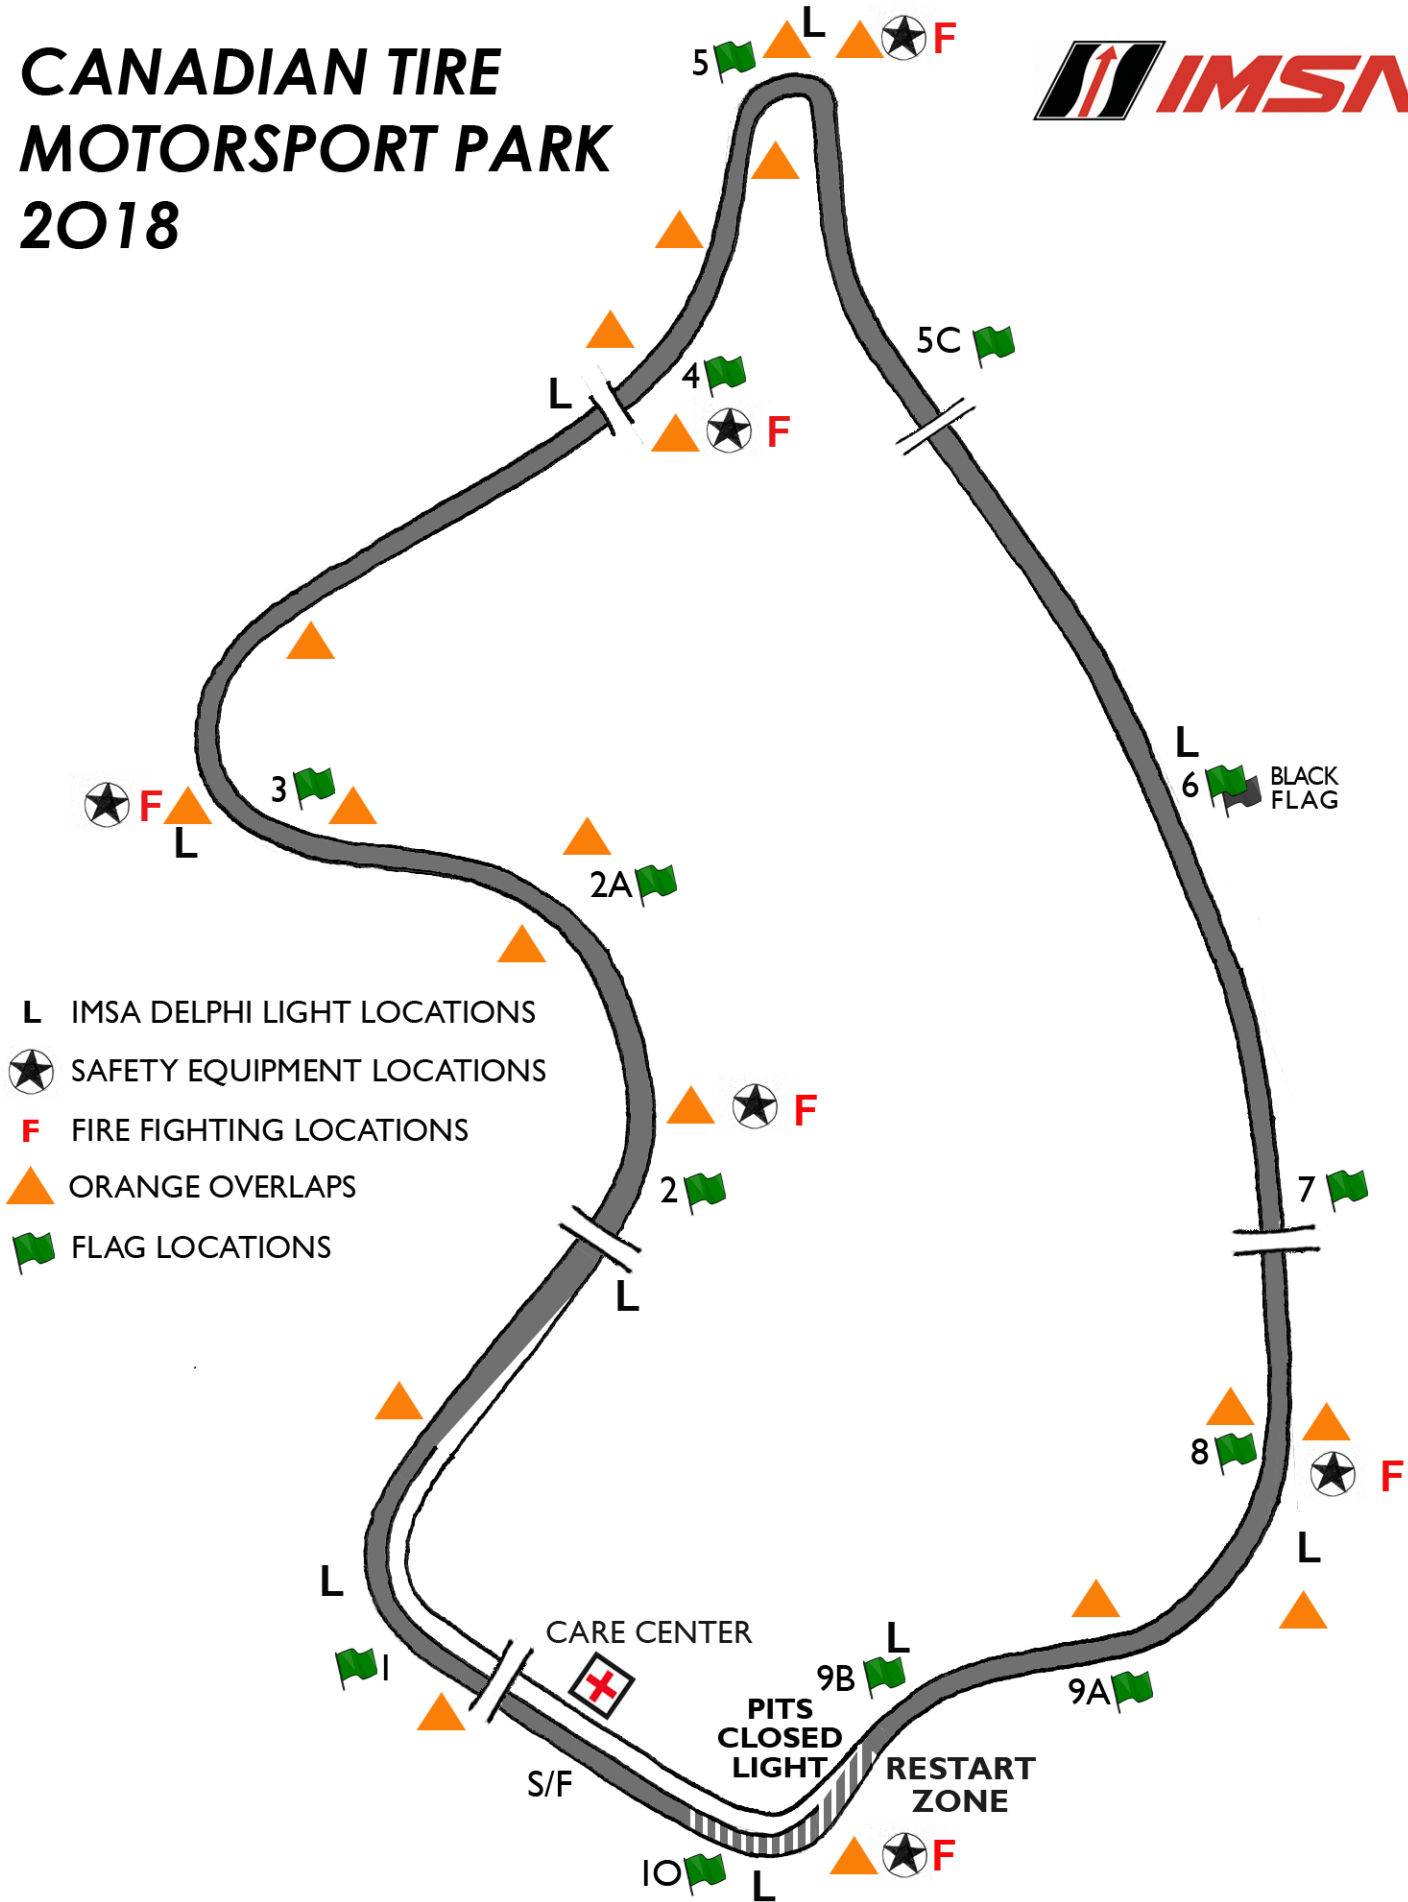 CANADIAN TIRE
MOTORSPORT PARK
2018
IMSA
5
L
F
5C
L
4
F
L
6
BLACK
FLAG
3
F
L
2A
L IMSA DELPHI LIGHT LOCATIONS
SAFETY EQUIPMENT LOCATIONS
F FIRE FIGHTING LOCATIONS
ORANGE OVERLAPS
FLAG LOCATIONS
F
2
7
L
8
F
L
L
1
CARE CENTER
L
9B
9A
PITS
CLOSED
LIGHT
RESTART
ZONE
S/F
F
10
L